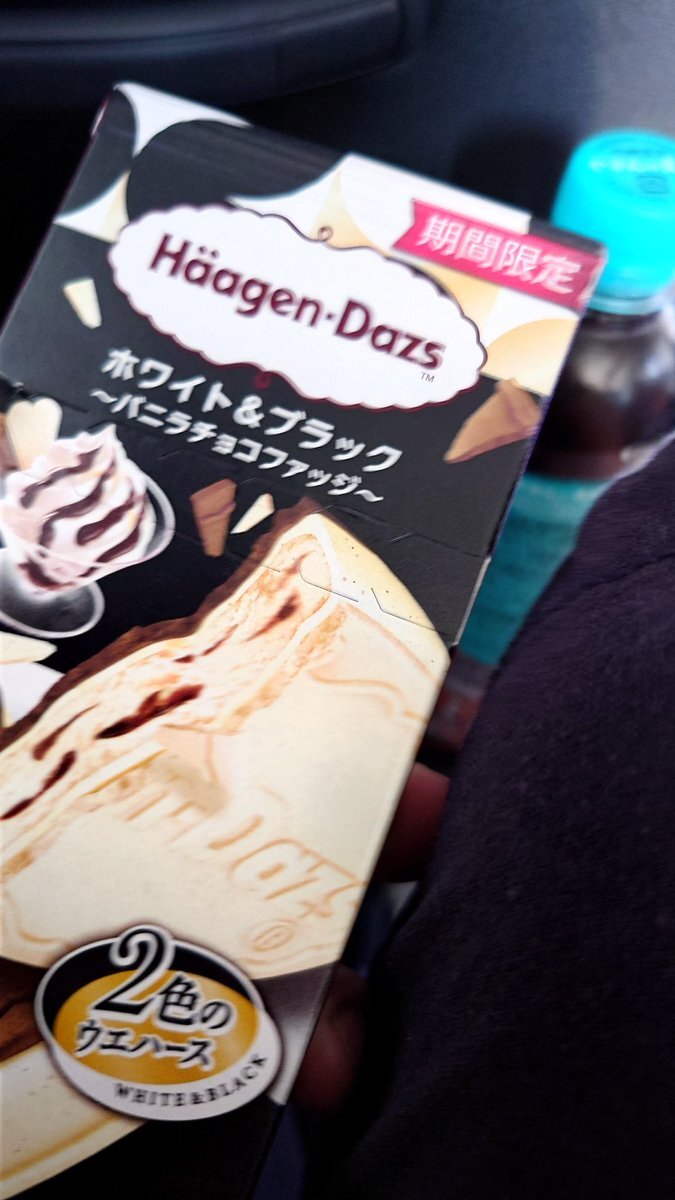 期間限定
Häagen-Dazs
TM
ホワイト&ブラック
~バニラチョコファッジ~
2色の
ウエハース
WHITE&BLACK